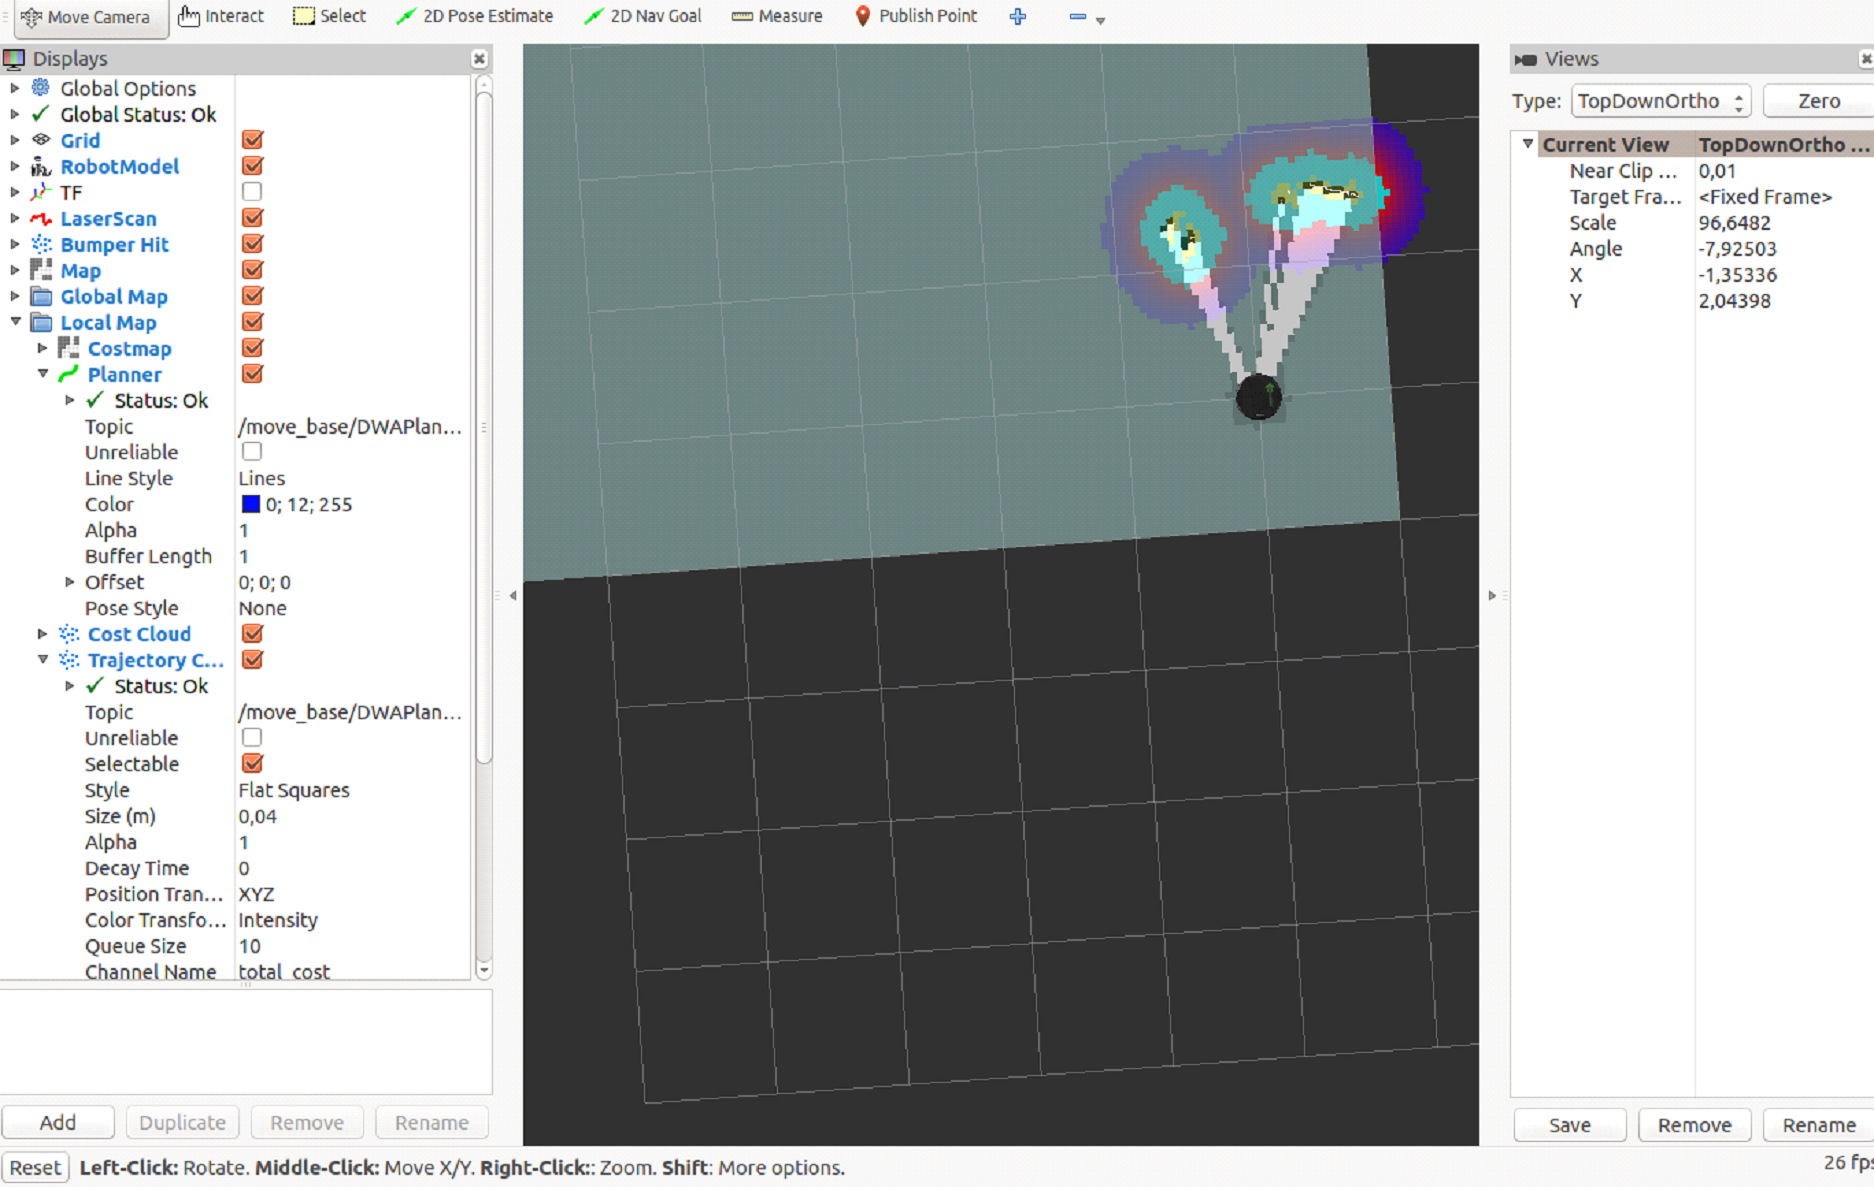 Move Camera Interact Select 2D Pose Estimate 2D Nav Goal Measure Publish Point
Displays
Global Options
Global Status: Ok
Grid
RobotModel
TF
LaserScan
Bumper Hit
Map
Global Map
Local Map
Costmap
Planner
Status: Ok
Topic /move_base/DWAPlan...
Unreliable
Line Style Lines
Color 0; 12; 255
Alpha 1
Buffer Length 1
Offset 0; 0; 0
Pose Style None
Cost Cloud
Trajectory C...
Status: Ok
Topic /move_base/DWAPlan...
Unreliable
Selectable
Style Flat Squares
Size (m) 0,04
Alpha 1
Decay Time 0
Position Tran... XYZ
Color Transfo... Intensity
Queue Size 10
Channel Name total_cost
Add Duplicate Remove Rename
Views
Type: TopDownOrtho Zero
Current View TopDownOrtho ...
Near Clip ... 0,01
Target Fra... <Fixed Frame>
Scale 96,6482
Angle -7,92503
X -1,35336
Y 2,04398
Save Remove Rename
Reset Left-Click: Rotate. Middle-Click: Move X/Y. Right-Click:: Zoom. Shift: More options. 26 fps